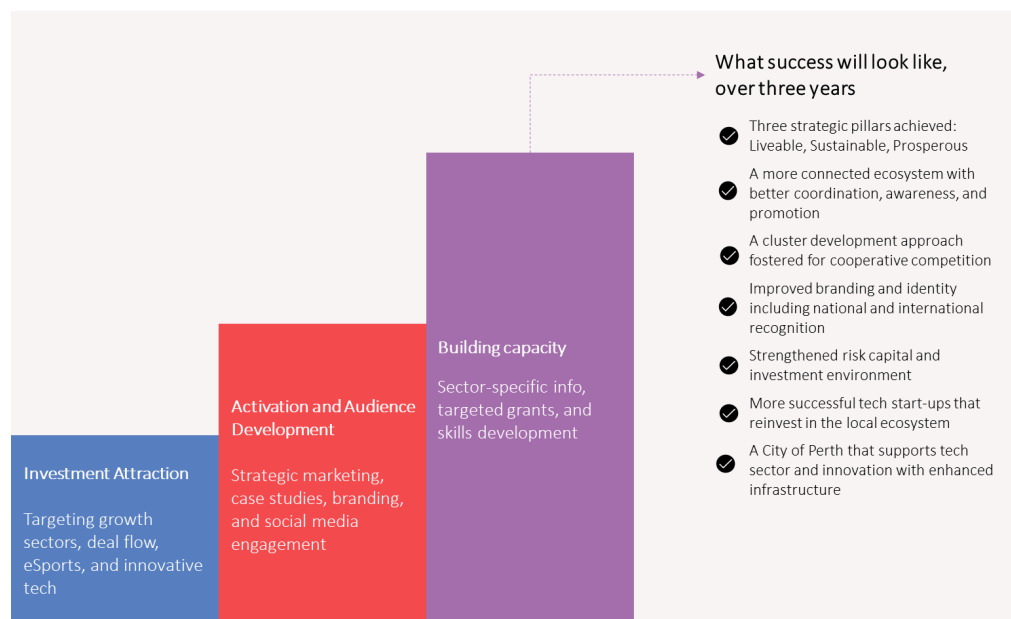 Investment Attraction
Targeting growth
sectors, deal flow,
eSports, and innovative
tech
Activation and Audience
Development
Strategic marketing,
case studies, branding,
and social media
engagement
Building capacity
Sector-specific info,
targeted grants, and
skills development
What success will look like,
over three years
Three strategic pillars achieved:
Liveable, Sustainable, Prosperous
A more connected ecosystem with
better coordination, awareness, and
promotion
A cluster development approach
fostered for cooperative competition
Improved branding and identity
including national and international
recognition
Strengthened risk capital and
investment environment
More successful tech start-ups that
reinvest in the local ecosystem
A City of Perth that supports tech
sector and innovation with enhanced
infrastructure